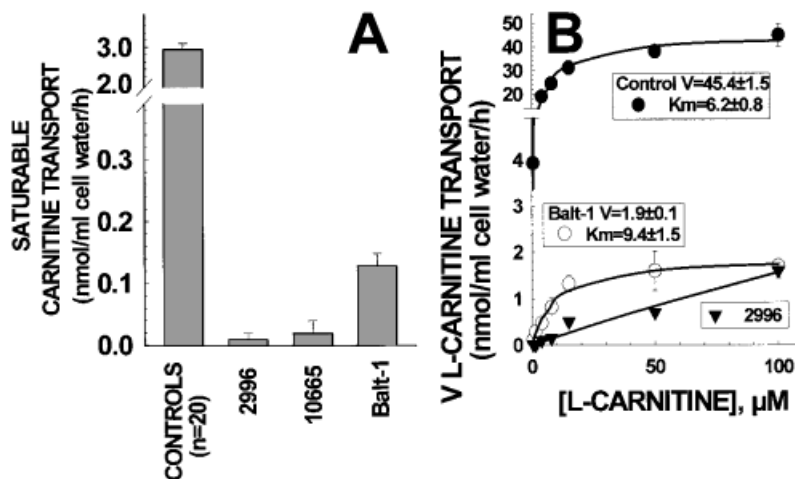 A
SATURABLE
CARNITINE TRANSPORT
(nmol/ml cell water/h)
3.0
2.0
0.3
0.2
0.1
0.0
CONTROLS
(n=20)
2996
10665
Balt-1
B
V L-CARNITINE TRANSPORT
(nmol/ml cell water/h)
50
40
30
20
4
3
2
1
0
Control V=45.4±1.5
Km=6.2±0.8
Balt-1 V=1.9±0.1
Km=9.4±1.5
2996
0
50
100
[L-CARNITINE], µM